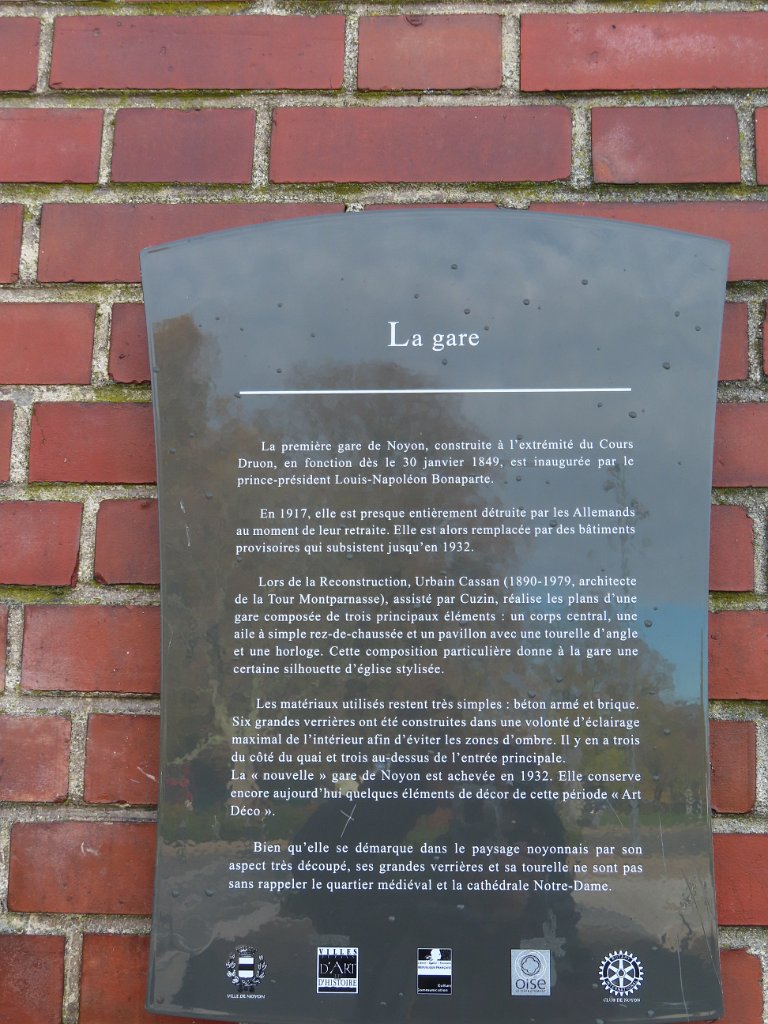 La gare
La première gare de Noyon, construite à l'extrémité du Cours
Druon, en fonction dès le 30 janvier 1849, est inaugurée par le
prince-président Louis-Napoléon Bonaparte.
En 1917, elle est presque entièrement détruite par les Allemands
au moment de leur retraite. Elle est alors remplacée par des bâtiments
provisoires qui subsistent jusqu'en 1932.
Lors de la Reconstruction, Urbain Cassan (1890-1979, architecte
de la Tour Montparnasse), assisté par Cuzin, réalise les plans d'une
gare composée de trois principaux éléments : un corps central, une
aile à simple rez-de-chaussée et un pavillon avec une tourelle d'angle
et une horloge. Cette composition particulière donne à la gare une
certaine silhouette d'église stylisée.
Les matériaux utilisés restent très simples : béton armé et brique.
Six grandes verrières ont été construites dans une volonté d'éclairage
maximal de l'intérieur afin d'éviter les zones d'ombre. Il y en a trois
du côté du quai et trois au-dessus de l'entrée principale.
La « nouvelle » gare de Noyon est achevée en 1932. Elle conserve
encore aujourd'hui quelques éléments de décor de cette période « Art
Déco ».
Bien qu'elle se démarque dans le paysage noyonnais par son
aspect très découpé, ses grandes verrières et sa tourelle ne sont pas
sans rappeler le quartier médiéval et la cathédrale Notre-Dame.
VILLE DE NOYON
VILLES
D'ART
D'HISTOIRE
RÉPUBLIQUE FRANÇAISE
communication
oise
CLUB DE NOYON